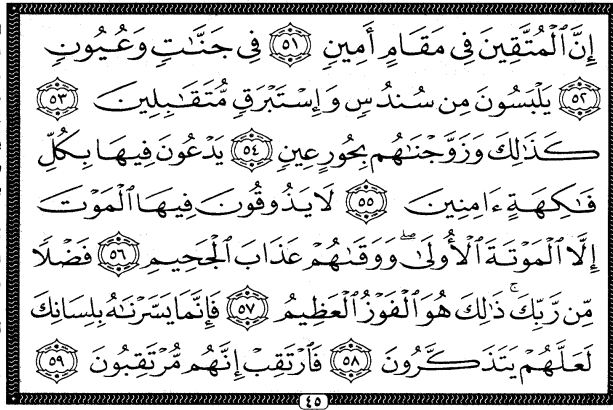 إِنَّ ٱلْمُتَّقِينَ فِى مَقَامٍ أَمِينٍ ٥١ فِى جَنَّٰتٍ وَعُيُونٍ
٥٢ يَلْبَسُونَ مِن سُندُسٍ وَإِسْتَبْرَقٍ مُّتَقَٰبِلِينَ ٥٣
كَذَٰلِكَ وَزَوَّجْنَٰهُم بِحُورٍ عِينٍ ٥٤ يَدْعُونَ فِيهَا بِكُلِّ
فَٰكِهَةٍ ءَامِنِينَ ٥٥ لَا يَذُوقُونَ فِيهَا ٱلْمَوْتَ
إِلَّا ٱلْمَوْتَةَ ٱلْأُولَىٰ ۖ وَوَقَىٰهُمْ عَذَابَ ٱلْجَحِيمِ ٥٦ فَضْلًا
مِّن رَّبِّكَ ۚ ذَٰلِكَ هُوَ ٱلْفَوْزُ ٱلْعَظِيمُ ٥٧ فَإِنَّمَا يَسَّرْنَٰهُ بِلِسَانِكَ
لَعَلَّهُمْ يَتَذَكَّرُونَ ٥٨ فَٱرْتَقِبْ إِنَّهُم مُّرْتَقِبُونَ ٥٩
٤٥